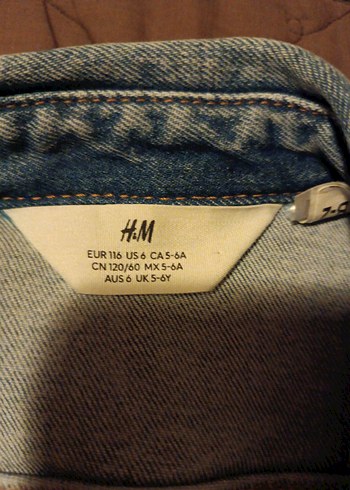 H&M
EUR 116 US 6 CA 5-6A
CN 120/60 MX 5-6A
AUS 6 UK 5-6Y